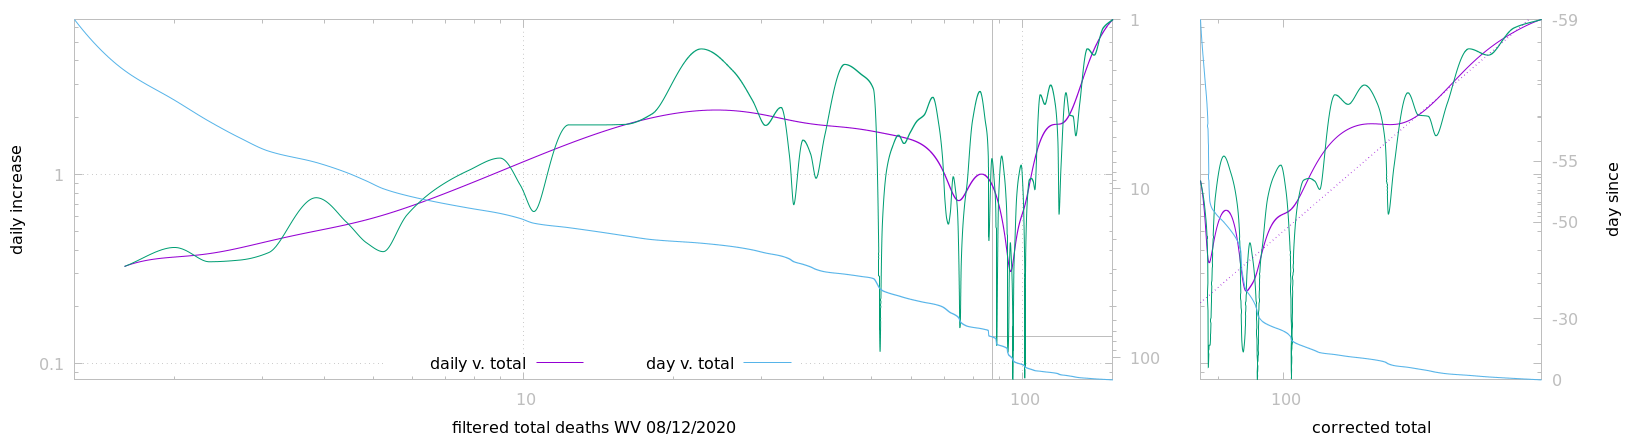 daily increase
1
0.1
daily v. total
day v. total
10
100
filtered total deaths WV 08/12/2020
1
10
100
-59
-55
-50
-30
0
day since
100
corrected total